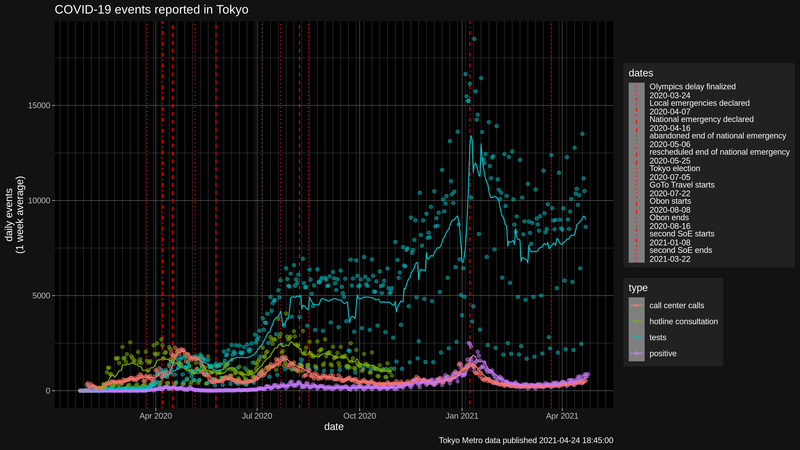 COVID-19 events reported in Tokyo
daily events
(1 week average)
15000
10000
5000
0
Apr 2020
Jul 2020
Oct 2020
Jan 2021
Apr 2021
date
Tokyo Metro data published 2021-04-24 18:45:00
dates
Olympics delay finalized
2020-03-24
Local emergencies declared
2020-04-07
National emergency declared
2020-04-16
abandoned end of national emergency
2020-05-06
rescheduled end of national emergency
2020-05-25
Tokyo election
2020-07-05
GoTo Travel starts
2020-07-22
Obon starts
2020-08-08
Obon ends
2020-08-16
second SoE starts
2021-01-08
second SoE ends
2021-03-22
type
call center calls
hotline consultation
tests
positive